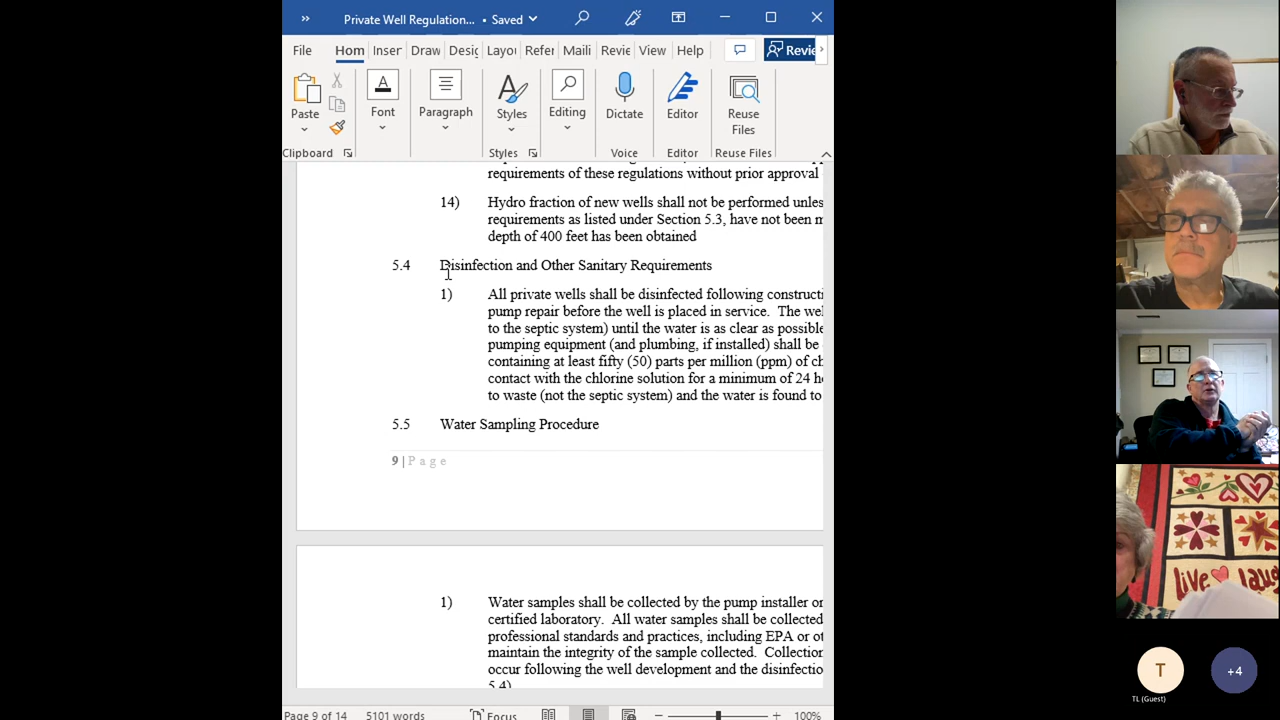 Private Well Regulation... • Saved
File Hom Inser Draw Desig Layou Refer Maili Revie View Help Revie
Paste Font Paragraph Styles Editing Dictate Editor Reuse Files
Clipboard Styles Voice Editor Reuse Files
requirements of these regulations without prior approval
14) Hydro fraction of new wells shall not be performed unles
requirements as listed under Section 5.3, have not been m
depth of 400 feet has been obtained
5.4 Disinfection and Other Sanitary Requirements
1) All private wells shall be disinfected following constructi
pump repair before the well is placed in service. The wel
to the septic system) until the water is as clear as possible
pumping equipment (and plumbing, if installed) shall be
containing at least fifty (50) parts per million (ppm) of ch
contact with the chlorine solution for a minimum of 24 h
to waste (not the septic system) and the water is found to
5.5 Water Sampling Procedure
9 | Page
1) Water samples shall be collected by the pump installer or
certified laboratory. All water samples shall be collected
professional standards and practices, including EPA or ot
maintain the integrity of the sample collected. Collection
occur following the well development and the disinfectio
5.4)
Page 9 of 14 5101 words Focus 100%
live laug
T
TL (Guest)
+4